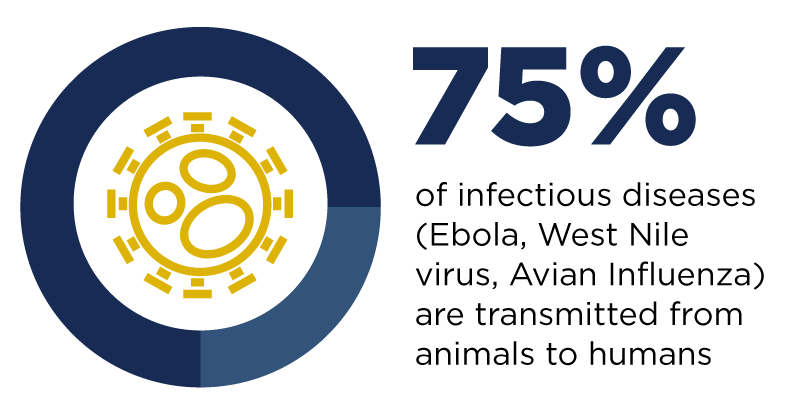 75%
of infectious diseases
(Ebola, West Nile
virus, Avian Influenza)
are transmitted from
animals to humans